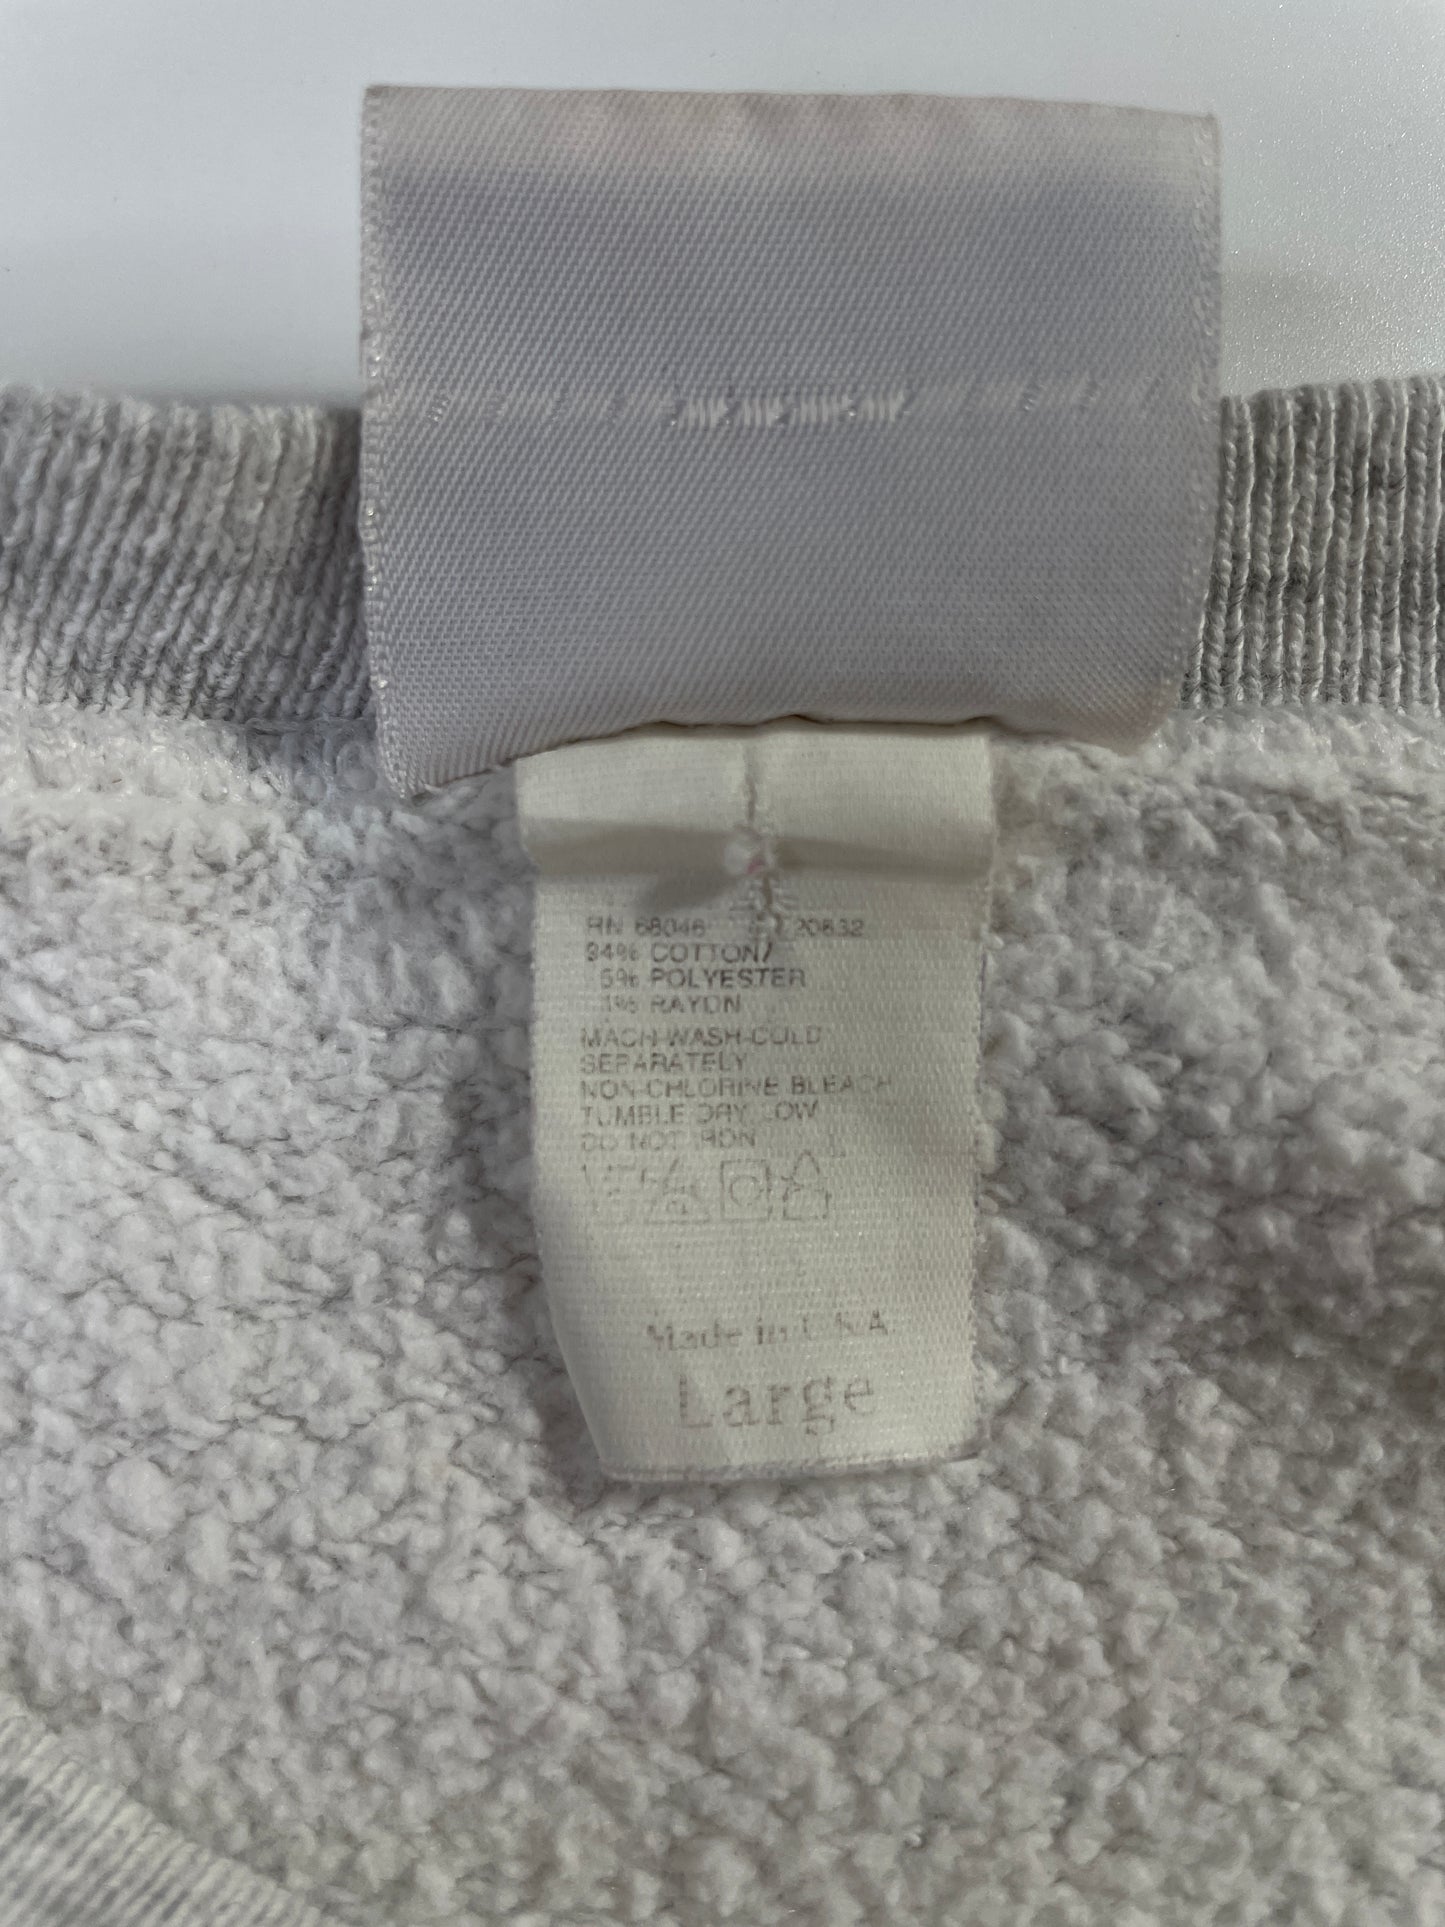 RN 68046 20632
94% COTTON/
5% POLYESTER
1% RAYON
MACH-WASH-COLD
SEPARATELY
NON-CHLORINE BLEACH
TUMBLE DRY LOW
DO NOT IRON
Made in U.S.A.
Large